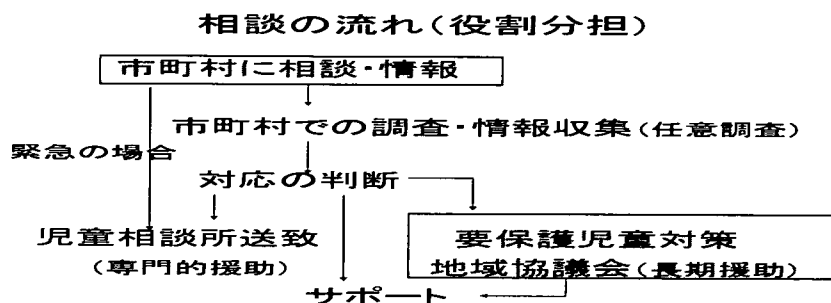 相談の流れ(役割分担)
市町村に相談・情報
市町村での調査・情報収集(任意調査)
緊急の場合
対応の判断
児童相談所送致
(専門的援助)
要保護児童対策
地域協議会(長期援助)
サポート